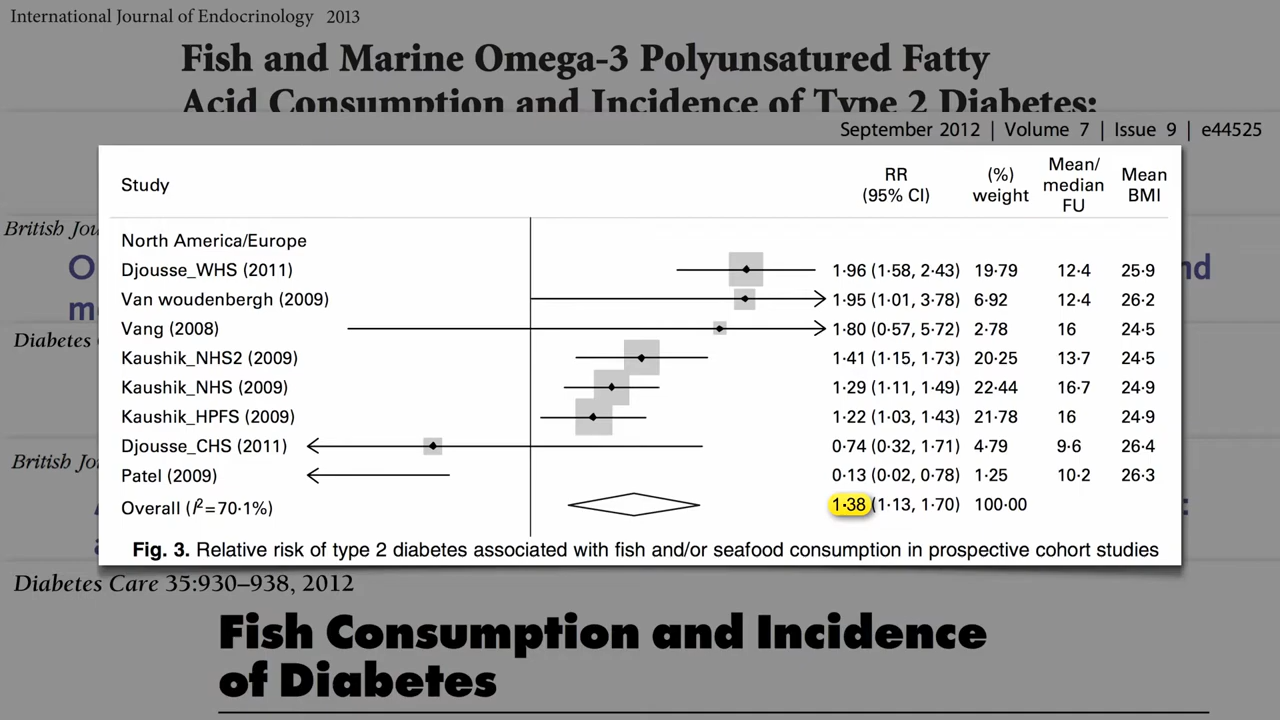 International Journal of Endocrinology 2013
Fish and Marine Omega-3 Polyunsaturated Fatty
Acid Consumption and Incidence of Type 2 Diabetes:
September 2012 | Volume 7 | Issue 9 | e44525
Study RR (95% CI) (%) weight Mean/ median FU Mean BMI
North America/Europe
Djousse_WHS (2011) 1·96 (1·58, 2·43) 19·79 12·4 25·9
Van woudenbergh (2009) 1·95 (1·01, 3·78) 6·92 12·4 26·2
Vang (2008) 1·80 (0·57, 5·72) 2·78 16 24·5
Kaushik_NHS2 (2009) 1·41 (1·15, 1·73) 20·25 13·7 24·5
Kaushik_NHS (2009) 1·29 (1·11, 1·49) 22·44 16·7 24·9
Kaushik_HPFS (2009) 1·22 (1·03, 1·43) 21·78 16 24·9
Djousse_CHS (2011) 0·74 (0·32, 1·71) 4·79 9·6 26·4
Patel (2009) 0·13 (0·02, 0·78) 1·25 10·2 26·3
Overall (I²=70·1%) 1·38 (1·13, 1·70) 100·00
Fig. 3. Relative risk of type 2 diabetes associated with fish and/or seafood consumption in prospective cohort studies
British
Diabetes
British
Diabetes Care 35:930–938, 2012
Fish Consumption and Incidence
of Diabetes